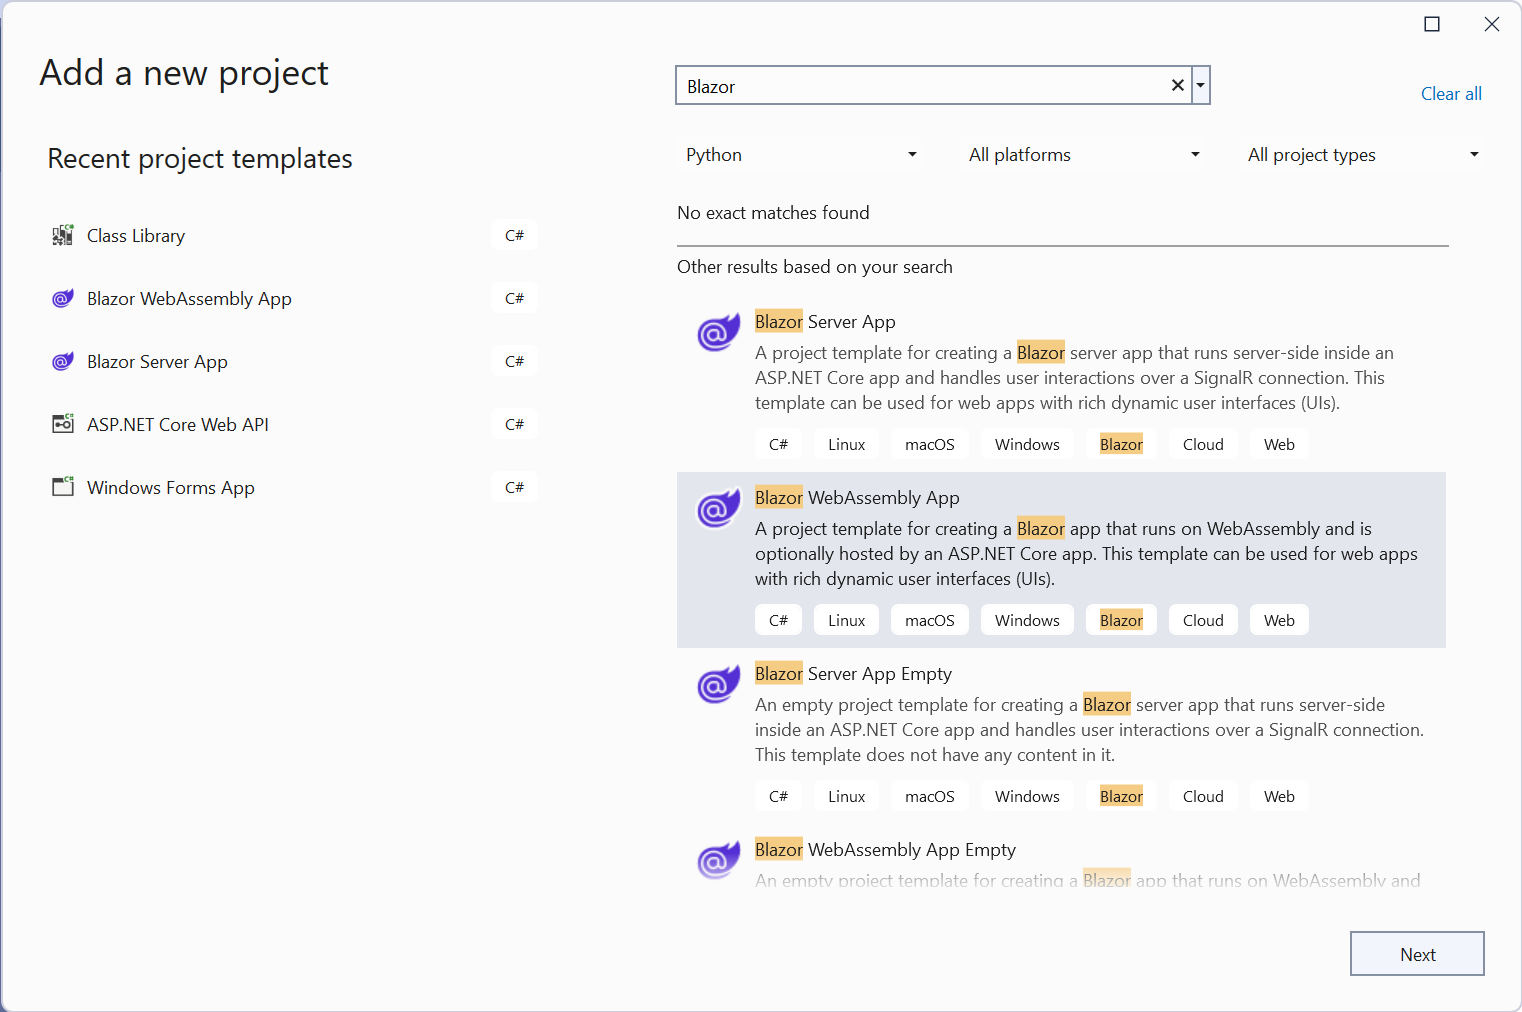 Add a new project
Recent project templates
Class Library
C#
Blazor WebAssembly App
C#
Blazor Server App
C#
ASP.NET Core Web API
C#
Windows Forms App
C#
Blazor
Clear all
Python
All platforms
All project types
No exact matches found
Other results based on your search
Blazor Server App
A project template for creating a Blazor server app that runs server-side inside an
ASP.NET Core app and handles user interactions over a SignalR connection. This
template can be used for web apps with rich dynamic user interfaces (UIs).
C# Linux macOS Windows Blazor Cloud Web
Blazor WebAssembly App
A project template for creating a Blazor app that runs on WebAssembly and is
optionally hosted by an ASP.NET Core app. This template can be used for web apps
with rich dynamic user interfaces (UIs).
C# Linux macOS Windows Blazor Cloud Web
Blazor Server App Empty
An empty project template for creating a Blazor server app that runs server-side
inside an ASP.NET Core app and handles user interactions over a SignalR connection.
This template does not have any content in it.
C# Linux macOS Windows Blazor Cloud Web
Blazor WebAssembly App Empty
An empty project template for creating a Blazor app that runs on WebAssembly and
Next